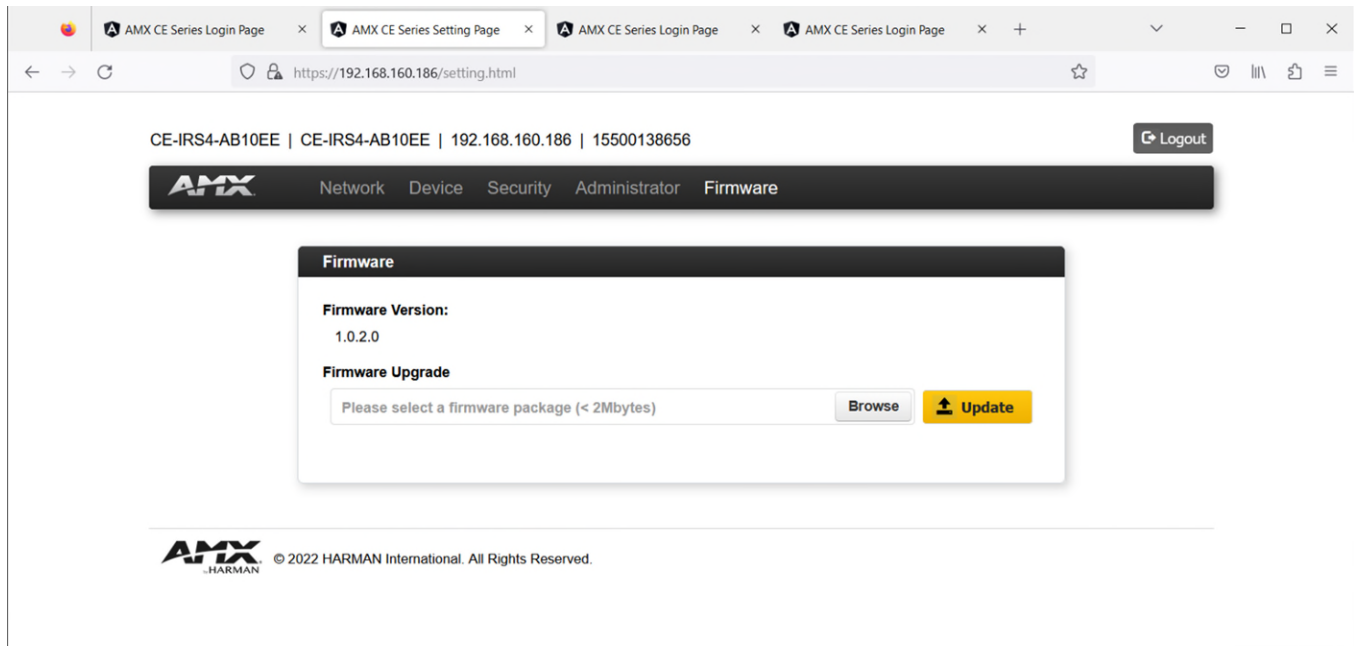 AMX CE Series Login Page
AMX CE Series Setting Page
AMX CE Series Login Page
AMX CE Series Login Page
https://192.168.160.186/setting.html
CE-IRS4-AB10EE | CE-IRS4-AB10EE | 192.168.160.186 | 15500138656
Logout
AMX Network Device Security Administrator Firmware
Firmware
Firmware Version:
1.0.2.0
Firmware Upgrade
Please select a firmware package (< 2Mbytes) Browse Update
AMX
by HARMAN
© 2022 HARMAN International. All Rights Reserved.